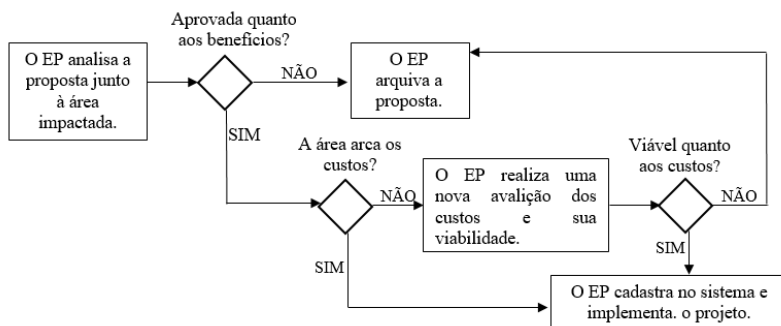 Aprovada quanto
aos benefícios?
O EP analisa a
proposta junto
à área
impactada.
NÃO
O EP
arquiva a
proposta.
SIM
A área arca os
custos?
NÃO
O EP realiza uma
nova avalição dos
custos e sua
viabilidade.
Viável quanto
aos custos?
NÃO
SIM
SIM
O EP cadastra no sistema e
implementa. o projeto.